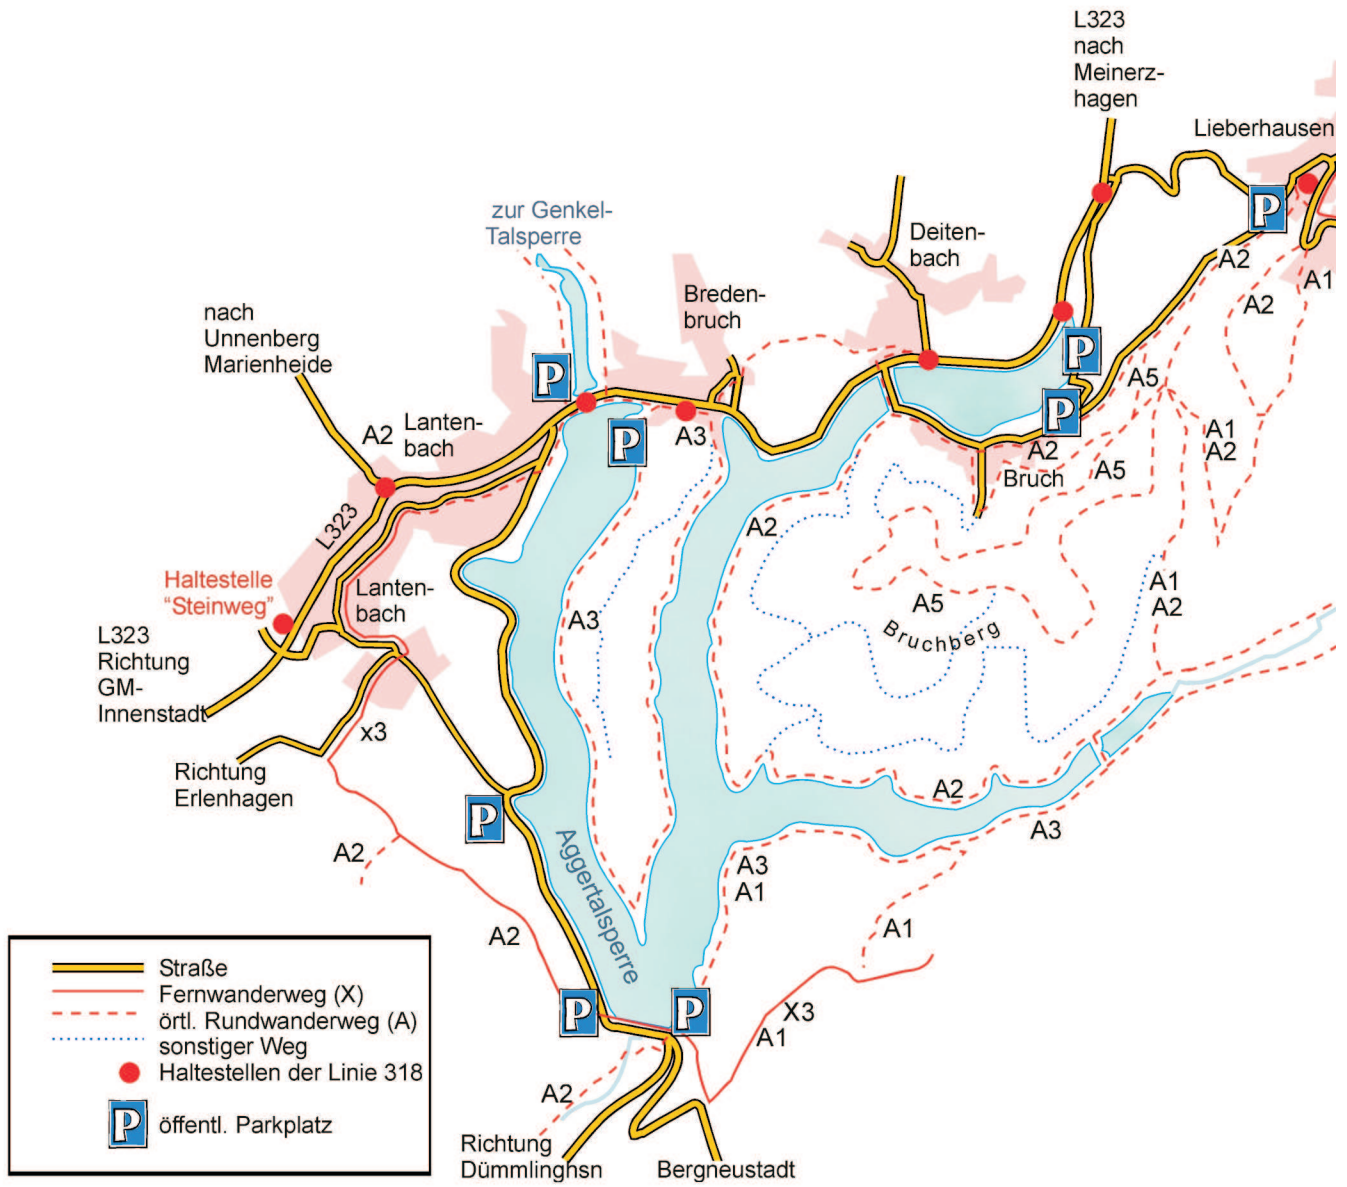 L323
nach
Meinerz-
hagen
Lieberhausen
P
zur Genkel-
Talsperre
Deiten-
bach
A2
A1
A2
Breden-
bruch
nach
Unnenberg
Marienheide
P
P
P
A5
A2
Lanten-
bach
P
A3
A2
Bruch
A5
A1
A2
L323
A2
Haltestelle
"Steinweg"
Lanten-
bach
A3
A5
Bruchberg
A1
A2
L323
Richtung
GM-
Innenstadt
x3
Richtung
Erlenhagen
P
A2
A3
A2
Aggertalsperre
A3
A1
A2
A1
P
P
X3
A1
A2
Richtung
Dümmlinghsn
Bergneustadt
Straße
Fernwanderweg (X)
örtl. Rundwanderweg (A)
sonstiger Weg
Haltestellen der Linie 318
P öffentl. Parkplatz